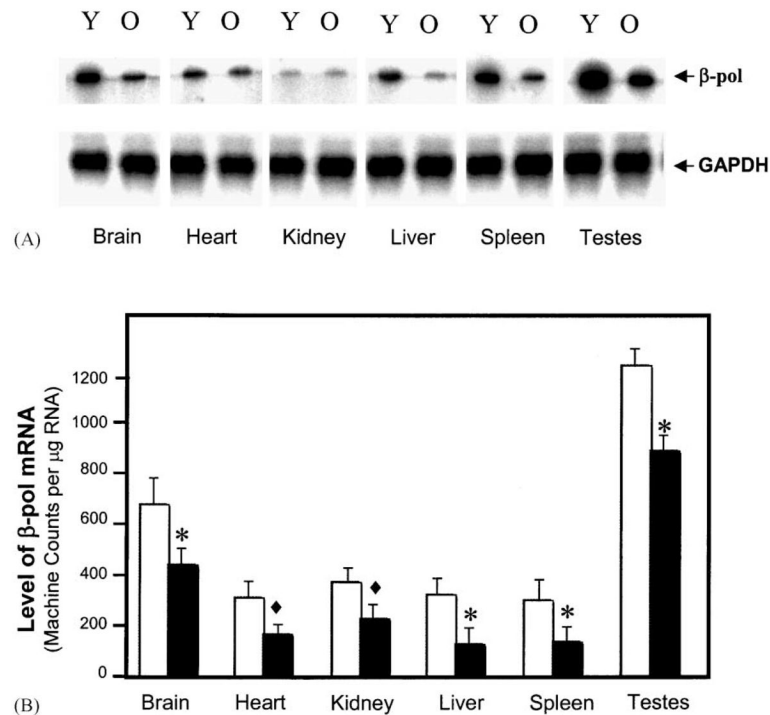 Y O Y O Y O Y O Y O Y O
β-pol
GAPDH
(A) Brain Heart Kidney Liver Spleen Testes
Level of β-pol mRNA
(Machine Counts per μg RNA)
1200
1000
800
600
400
200
0
* ♦ ♦ * * *
(B) Brain Heart Kidney Liver Spleen Testes